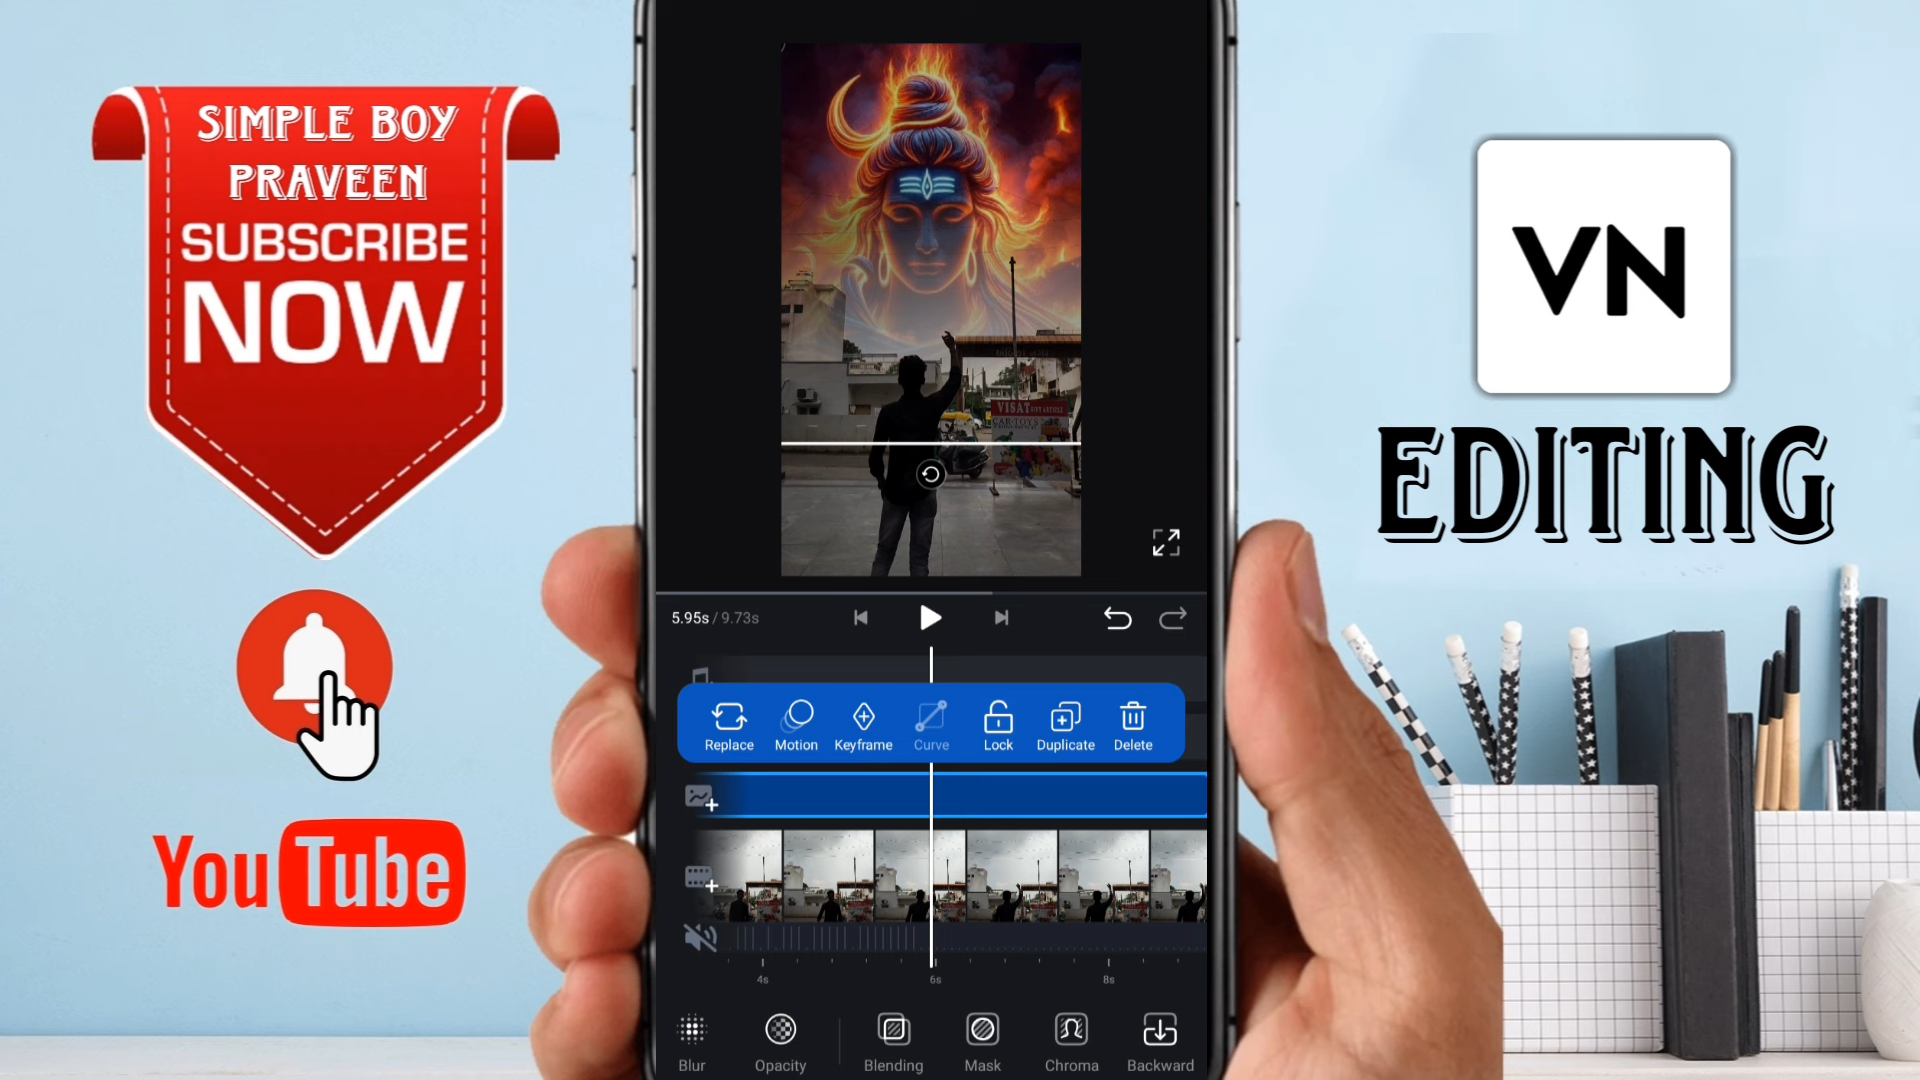 SIMPLE BOY
PRAVEEN
SUBSCRIBE
NOW
YouTube
VN
EDITING
VISAT
5.95s / 9.73s
Replace
Motion
Keyframe
Curve
Lock
Duplicate
Delete
4s
6s
8s
Blur
Opacity
Blending
Mask
Chroma
Backward